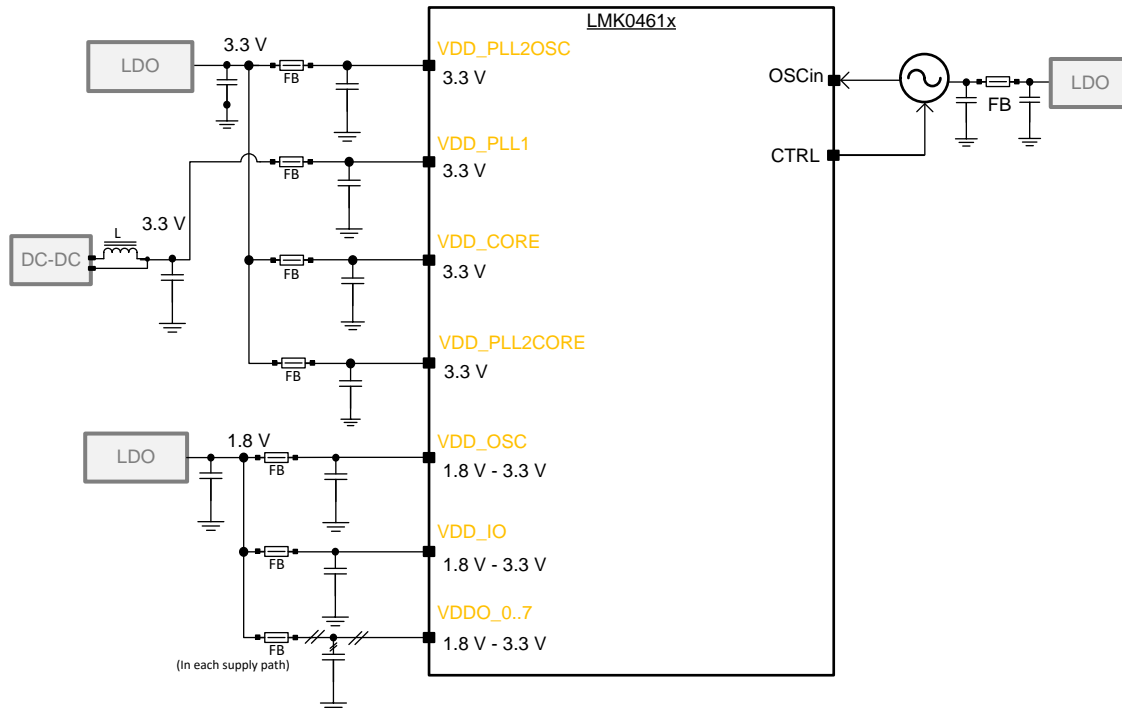 LMK0461x
3.3 V
VDD_PLL2OSC
LDO
FB
3.3 V
OSCin
LDO
FB
VDD_PLL1
CTRL
FB
3.3 V
3.3 V
L
DC-DC
VDD_CORE
FB
3.3 V
VDD_PLL2CORE
FB
3.3 V
1.8 V
VDD_OSC
LDO
FB
1.8 V - 3.3 V
VDD_IO
FB
1.8 V - 3.3 V
VDDO_0..7
FB
1.8 V - 3.3 V
(In each supply path)